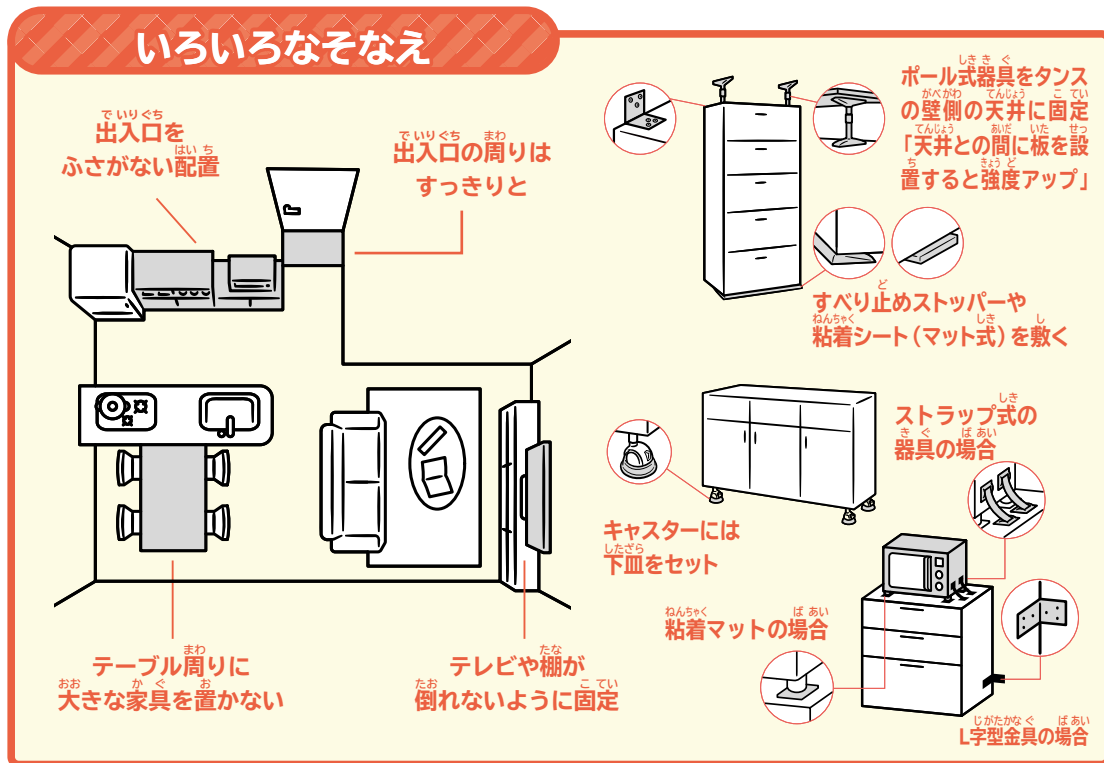 いろいろなそなえ
出入口を
ふさがない配置
出入口の周りは
すっきりと
テーブル周りに
大きな家具を置かない
テレビや棚が
倒れないように固定
ポール式器具をタンス
の壁側の天井に固定
「天井との間に板を設
置すると強度アップ」
すべり止めストッパーや
粘着シート(マット式)を敷く
キャスターには
下皿をセット
ストラップ式の
器具の場合
粘着マットの場合
L字型金具の場合